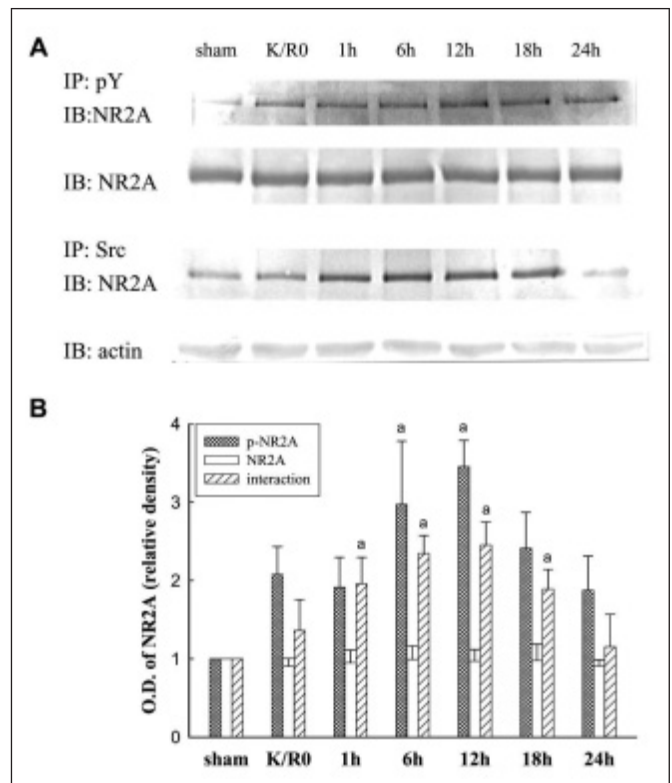 A
sham K/R0 1h 6h 12h 18h 24h
IP: pY
IB:NR2A
IB: NR2A
IP: Src
IB: NR2A
IB: actin
B
O.D. of NR2A (relative density)
4
3
2
1
0
p-NR2A
NR2A
interaction
a a
a a a a
sham K/R0 1h 6h 12h 18h 24h